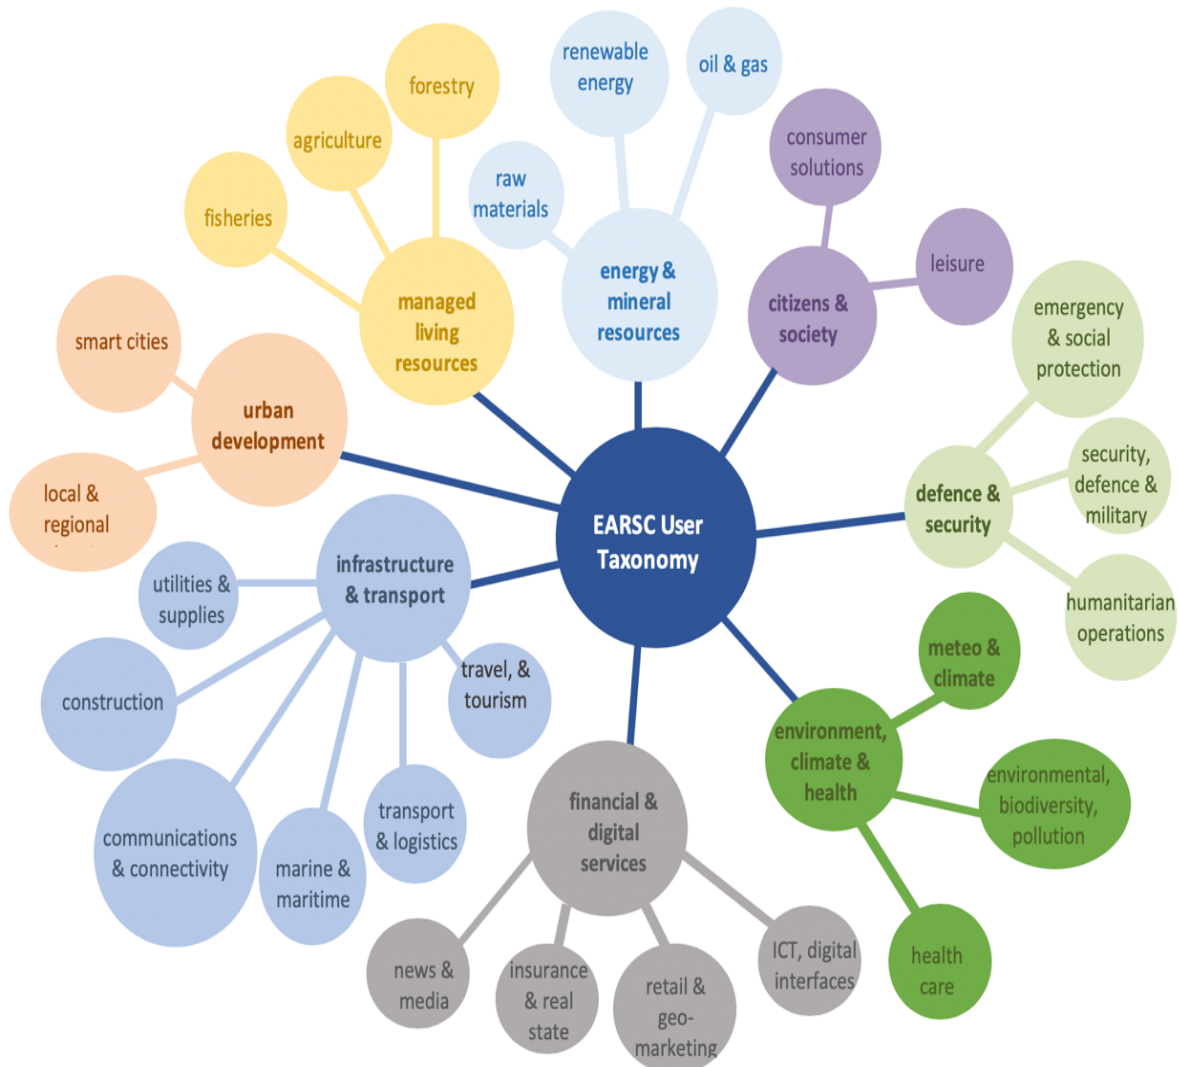 EARSC User
Taxonomy
energy &
mineral
resources
raw
materials
renewable
energy
oil & gas
citizens &
society
consumer
solutions
leisure
defence &
security
emergency
& social
protection
security,
defence &
military
humanitarian
operations
environment,
climate &
health
meteo &
climate
environmental,
biodiversity,
pollution
health
care
financial &
digital
services
ICT, digital
interfaces
retail &
geo-
marketing
insurance
& real
state
news &
media
infrastructure
& transport
travel, &
tourism
transport
& logistics
marine &
maritime
communications
& connectivity
construction
utilities &
supplies
urban
development
local &
regional
smart cities
managed
living
resources
fisheries
agriculture
forestry